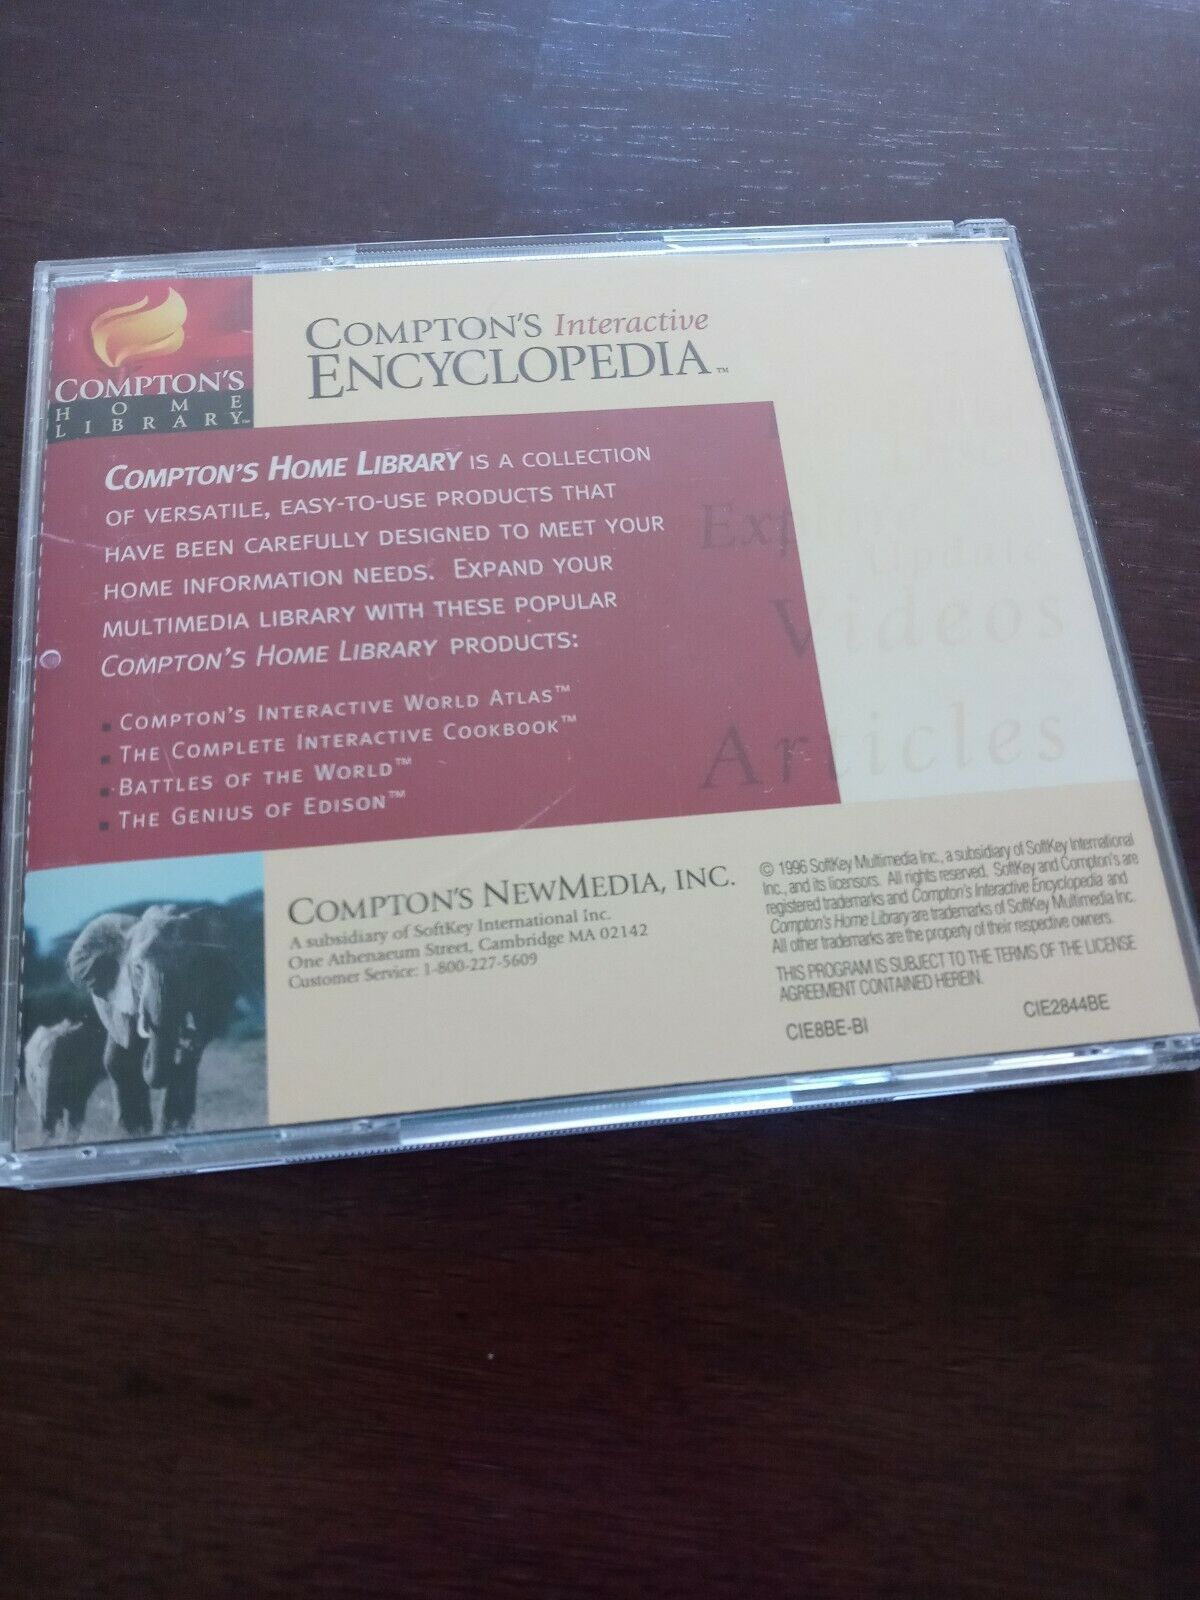 COMPTON'S
HOME
LIBRARY™
COMPTON'S Interactive
ENCYCLOPEDIA™
COMPTON'S HOME LIBRARY IS A COLLECTION
OF VERSATILE, EASY-TO-USE PRODUCTS THAT
HAVE BEEN CAREFULLY DESIGNED TO MEET YOUR
HOME INFORMATION NEEDS. EXPAND YOUR
MULTIMEDIA LIBRARY WITH THESE POPULAR
COMPTON'S HOME LIBRARY PRODUCTS:
▪ COMPTON'S INTERACTIVE WORLD ATLAS™
▪ THE COMPLETE INTERACTIVE COOKBOOK™
▪ BATTLES OF THE WORLD™
▪ THE GENIUS OF EDISON™
Videos
Articles
COMPTON'S NEWMEDIA, INC.
A subsidiary of SoftKey International Inc.
One Athenaeum Street, Cambridge MA 02142
Customer Service: 1-800-227-5609
© 1996 SoftKey Multimedia Inc., a subsidiary of SoftKey International
Inc., and its licensors. All rights reserved. SoftKey and Compton's are
registered trademarks and Compton's Interactive Encyclopedia and
Compton's Home Library are trademarks of SoftKey Multimedia Inc.
All other trademarks are the property of their respective owners.
THIS PROGRAM IS SUBJECT TO THE TERMS OF THE LICENSE
AGREEMENT CONTAINED HEREIN.
CIE8BE-BI
CIE2844BE